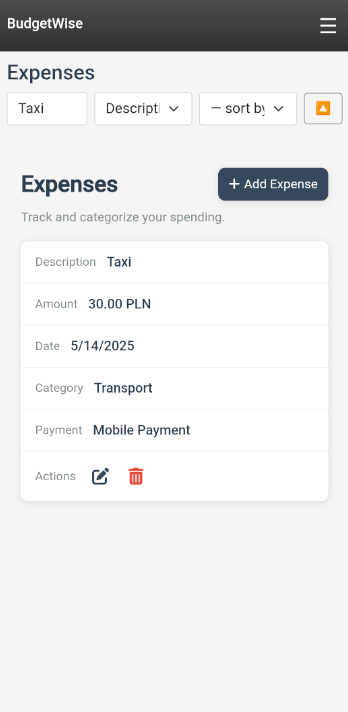 BudgetWise
Expenses
Taxi Descripti — sort by
Expenses
+ Add Expense
Track and categorize your spending.
Description Taxi
Amount 30.00 PLN
Date 5/14/2025
Category Transport
Payment Mobile Payment
Actions